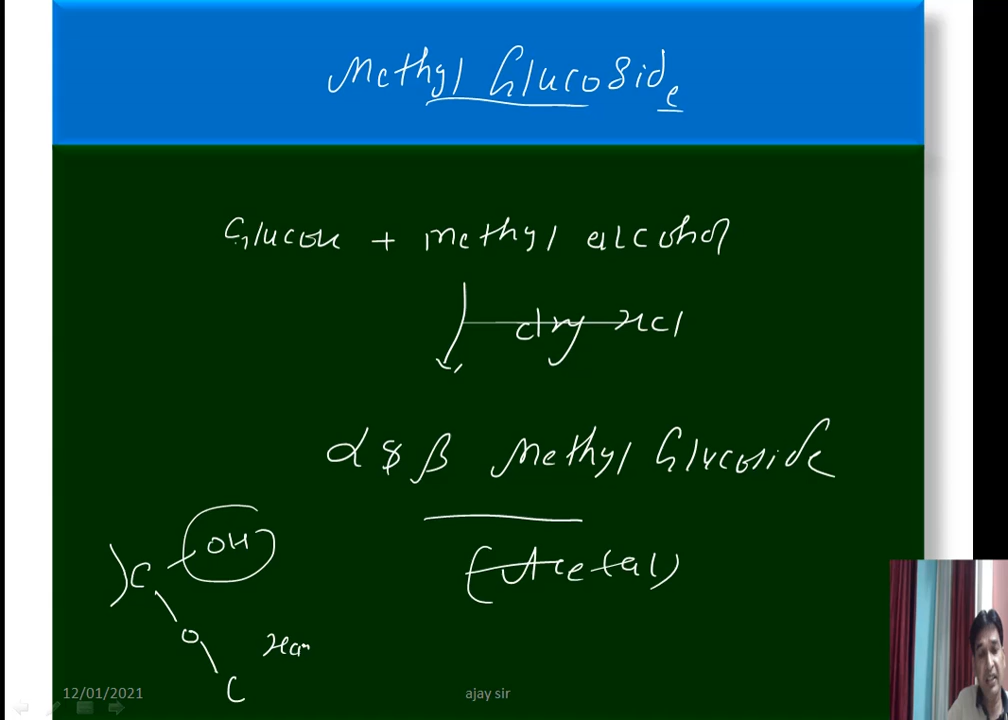 Methyl Glucoside
Glucose + methyl alcohol
dry HCl
α & β Methyl Glucoside
(Acetal)
C OH
O
C
12/01/2021
ajay sir